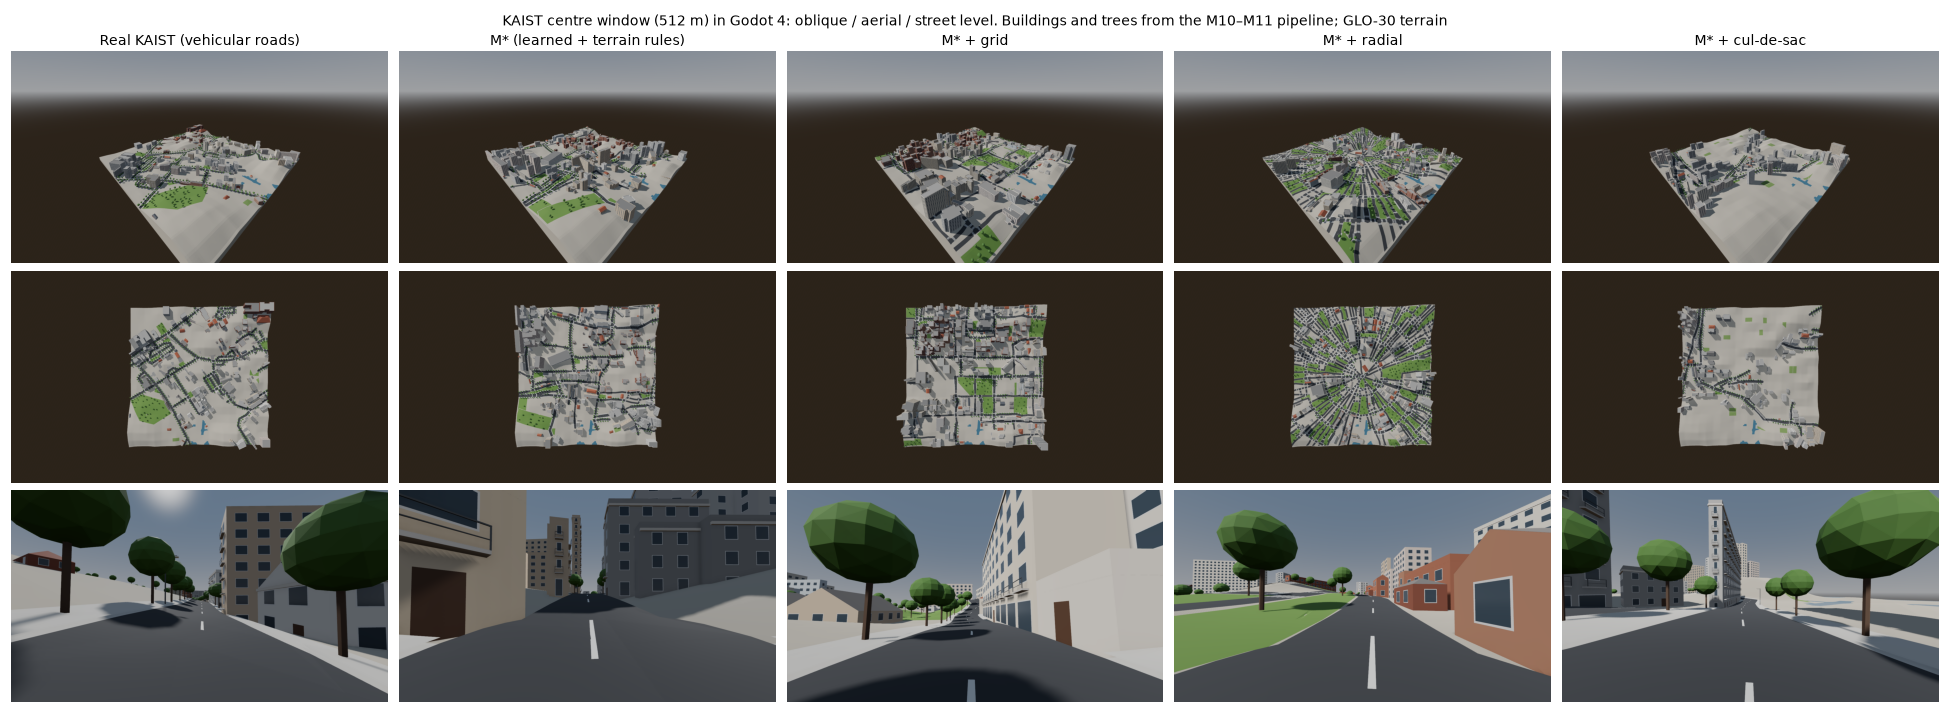 KAIST centre window (512 m) in Godot 4: oblique / aerial / street level. Buildings and trees from the M10–M11 pipeline; GLO-30 terrain
Real KAIST (vehicular roads)
M* (learned + terrain rules)
M* + grid
M* + radial
M* + cul-de-sac